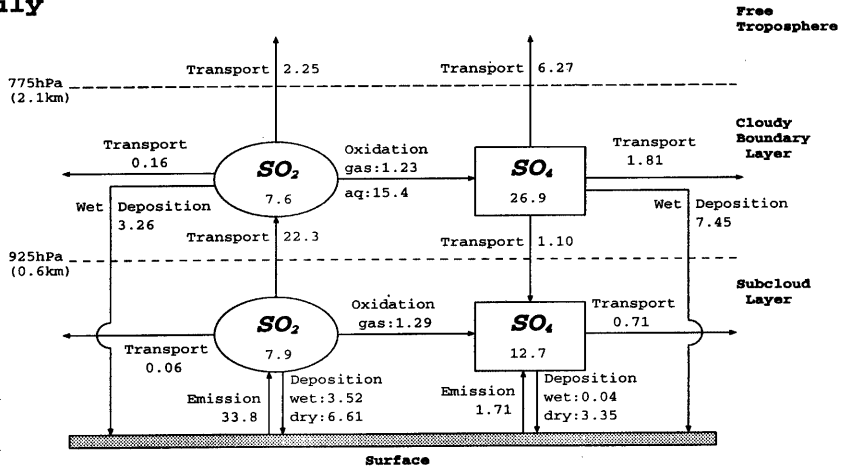 ily
Free
Troposphere
Transport 2.25
Transport 6.27
775hPa
(2.1km)
Cloudy
Boundary
Layer
Transport
0.16
Oxidation
gas:1.23
aq:15.4
Transport
1.81
SO₂
7.6
SO₄
26.9
Wet Deposition
3.26
Wet Deposition
7.45
Transport 22.3
Transport 1.10
925hPa
(0.6km)
Subcloud
Layer
Oxidation
gas:1.29
Transport
0.71
SO₂
7.9
SO₄
12.7
Transport
0.06
Emission
33.8
Deposition
wet:3.52
dry:6.61
Emission
1.71
Deposition
wet:0.04
dry:3.35
Surface